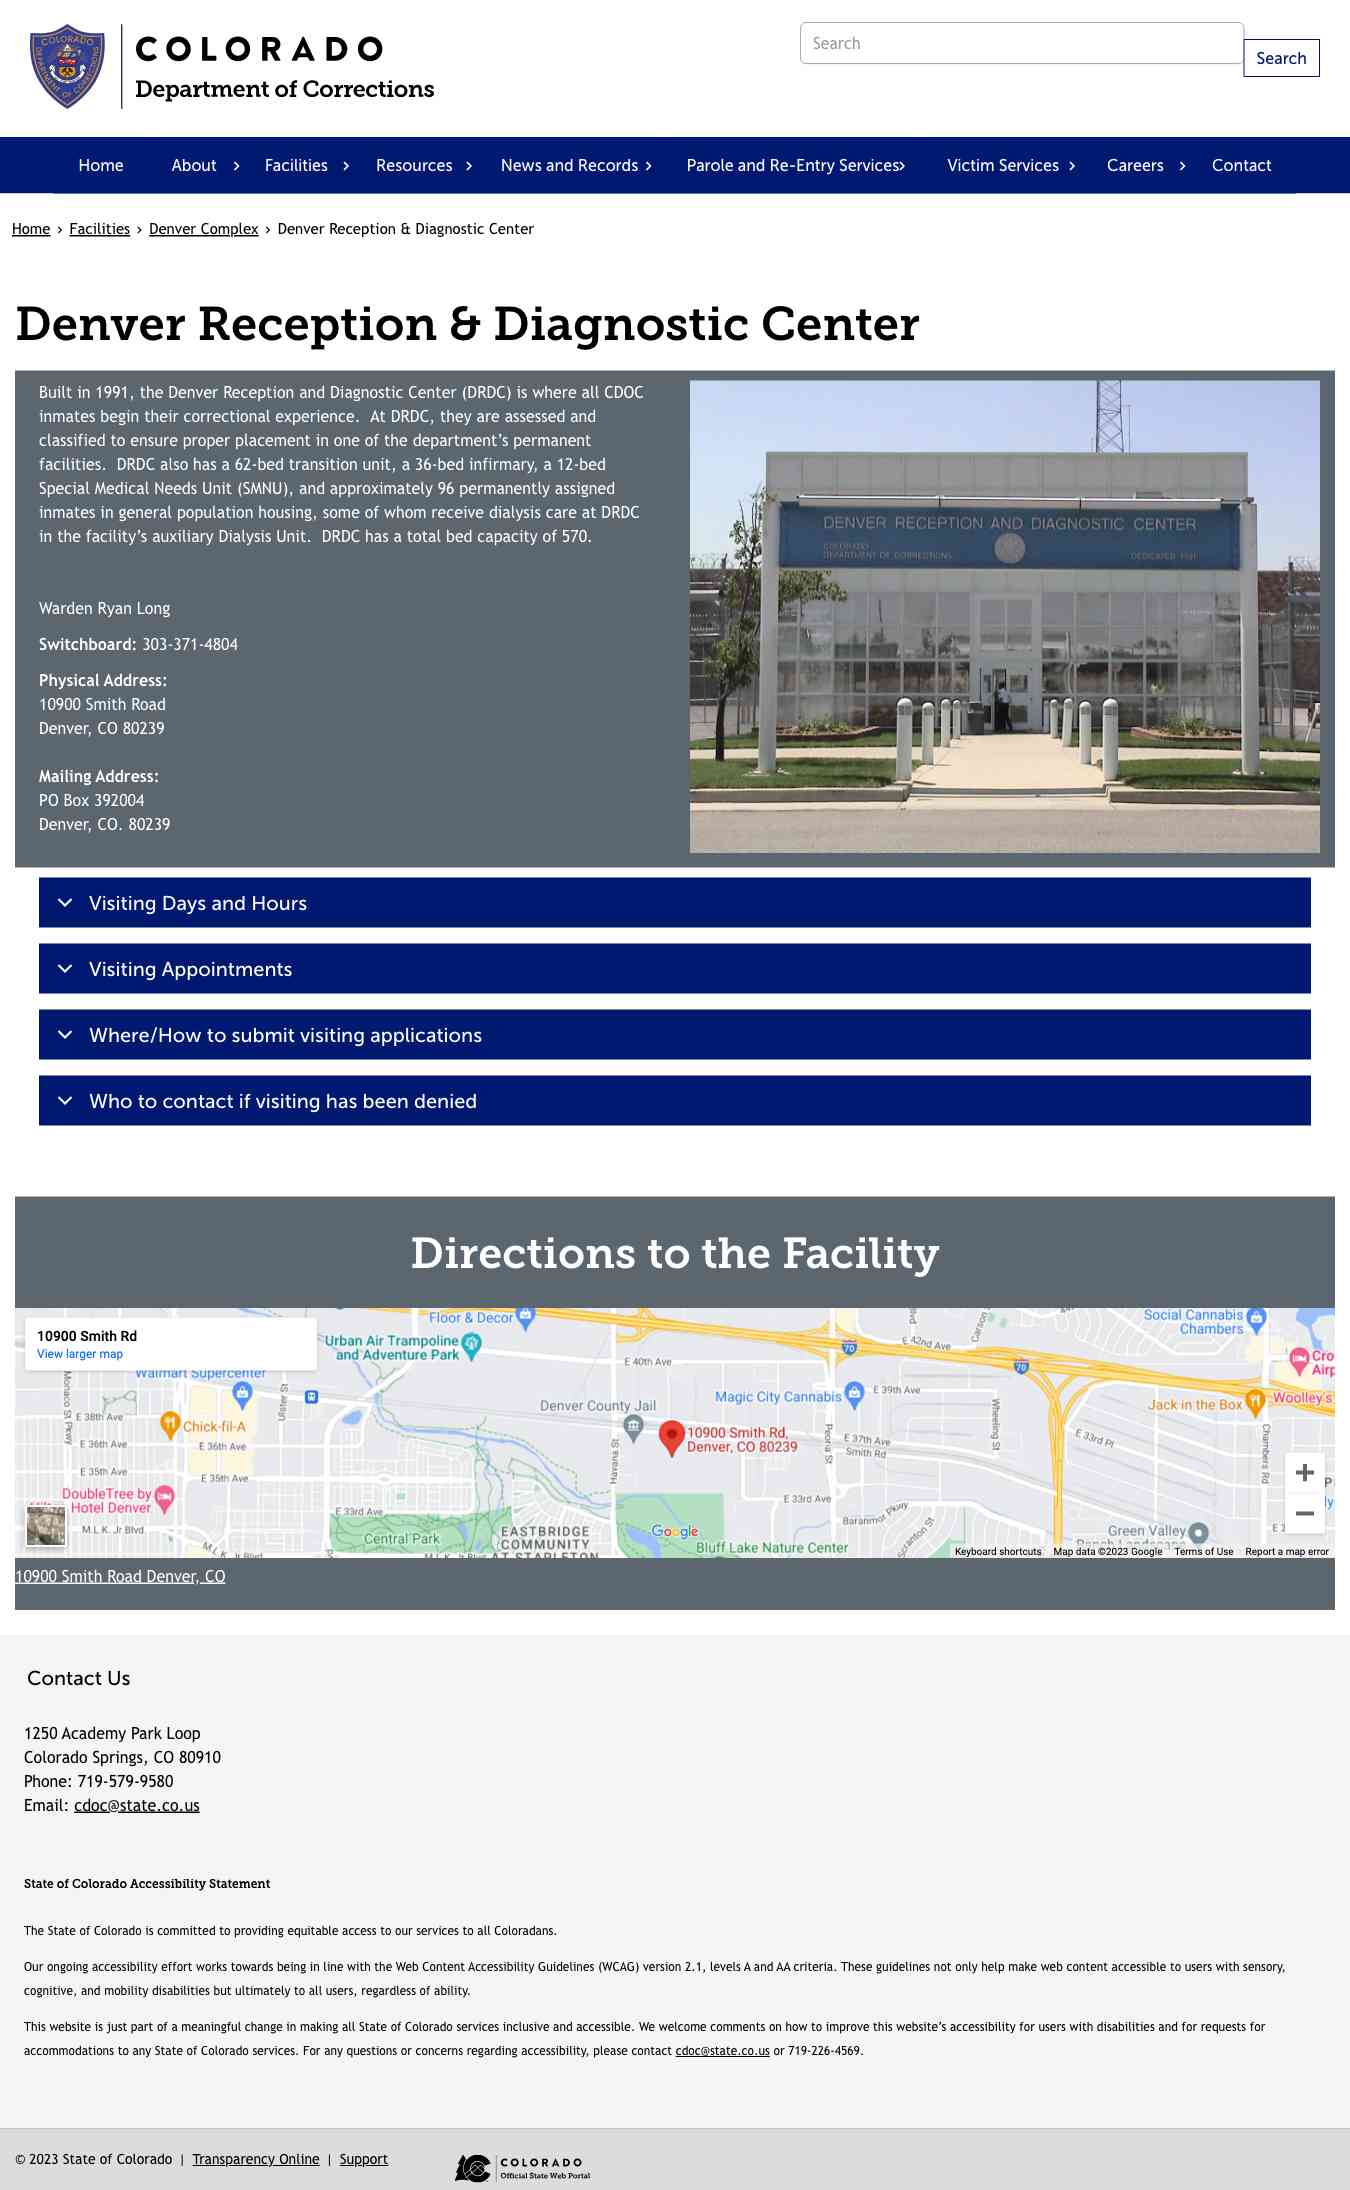 COLORADO
Department of Corrections
Search
Search
Home
About
Facilities
Resources
News and Records
Parole and Re-Entry Services
Victim Services
Careers
Contact
Home › Facilities › Denver Complex › Denver Reception & Diagnostic Center
Denver Reception & Diagnostic Center
Built in 1991, the Denver Reception and Diagnostic Center (DRDC) is where all CDOC
inmates begin their correctional experience.  At DRDC, they are assessed and
classified to ensure proper placement in one of the department’s permanent
facilities.  DRDC also has a 62-bed transition unit, a 36-bed infirmary, a 12-bed
Special Medical Needs Unit (SMNU), and approximately 96 permanently assigned
inmates in general population housing, some of whom receive dialysis care at DRDC
in the facility’s auxiliary Dialysis Unit.  DRDC has a total bed capacity of 570.
Warden Ryan Long
Switchboard: 303-371-4804
Physical Address:
10900 Smith Road
Denver, CO 80239
Mailing Address:
PO Box 392004
Denver, CO. 80239
DENVER RECEPTION AND DIAGNOSTIC CENTER
COLORADO
DEPARTMENT OF CORRECTIONS
DEDICATED 1991
Visiting Days and Hours
Visiting Appointments
Where/How to submit visiting applications
Who to contact if visiting has been denied
Directions to the Facility
10900 Smith Rd
View larger map
Floor & Decor
Urban Air Trampoline
and Adventure Park
Social Cannabis
Chambers
E 42nd Ave
70
70
E 40th Ave
Walmart Supercenter
Monaco St Pkwy
Ulster St
Magic City Cannabis
E 39th Ave
Denver County Jail
Jack in the Box
Woolley's
E 38th Ave
Chick-fil-A
E 36th Ave
E 36th Ave
10900 Smith Rd,
Denver, CO 80239
E 37th Ave
Smith Rd
Peoria St
Havana St
Wheeling St
E 33rd Pl
Chambers Rd
E 35th Ave
E 35th Ave
DoubleTree by
Hotel Denver
E 33rd Ave
E 33rd Ave
Baranmor Pkwy
Scranton St
M.L.K. Jr Blvd
M.L.K. Jr Blvd
Central Park
EASTBRIDGE
COMMUNITY
AT STAPLETON
Google
Bluff Lake Nature Center
Green Valley
Ranch Landscape
Keyboard shortcuts
Map data ©2023 Google
Terms of Use
Report a map error
10900 Smith Road Denver, CO
Contact Us
1250 Academy Park Loop
Colorado Springs, CO 80910
Phone: 719-579-9580
Email: cdoc@state.co.us
State of Colorado Accessibility Statement
The State of Colorado is committed to providing equitable access to our services to all Coloradans.
Our ongoing accessibility effort works towards being in line with the Web Content Accessibility Guidelines (WCAG) version 2.1, levels A and AA criteria. These guidelines not only help make web content accessible to users with sensory,
cognitive, and mobility disabilities but ultimately to all users, regardless of ability.
This website is just part of a meaningful change in making all State of Colorado services inclusive and accessible. We welcome comments on how to improve this website’s accessibility for users with disabilities and for requests for
accommodations to any State of Colorado services. For any questions or concerns regarding accessibility, please contact cdoc@state.co.us or 719-226-4569.
© 2023 State of Colorado | Transparency Online | Support
COLORADO
Official State Web Portal